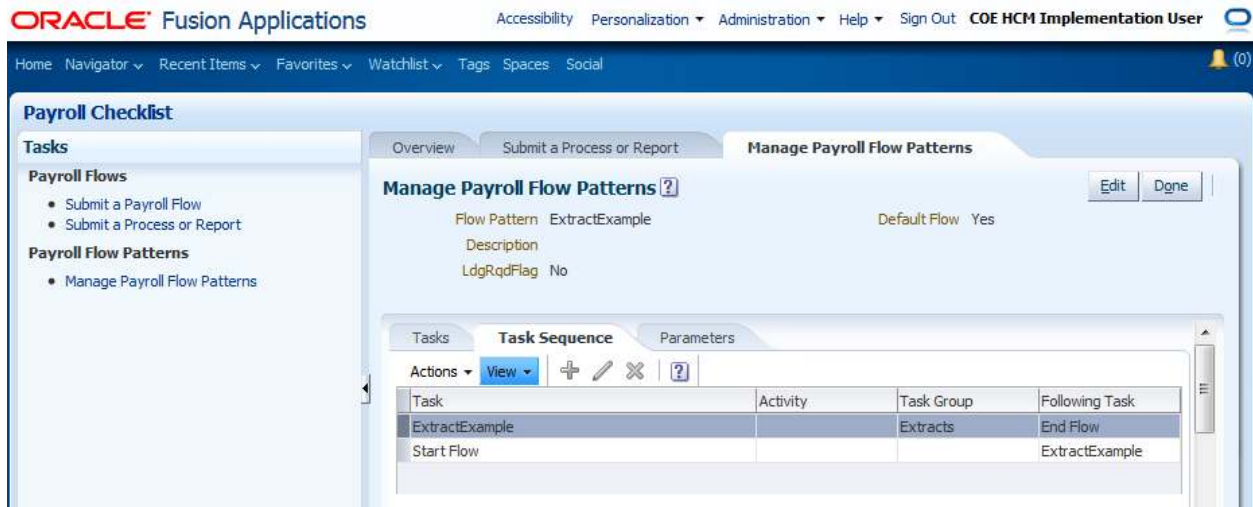 ORACLE Fusion Applications Accessibility Personalization Administration Help Sign Out COE HCM Implementation User
Home Navigator Recent Items Favorites Watchlist Tags Spaces Social (0)
Payroll Checklist
Tasks
Payroll Flows
Submit a Payroll Flow
Submit a Process or Report
Payroll Flow Patterns
Manage Payroll Flow Patterns
Overview Submit a Process or Report Manage Payroll Flow Patterns
Manage Payroll Flow Patterns ? Edit Done
Flow Pattern ExtractExample Default Flow Yes
Description
LdgRqdFlag No
Tasks Task Sequence Parameters
Actions View ?
Task Activity Task Group Following Task
ExtractExample Extracts End Flow
Start Flow ExtractExample